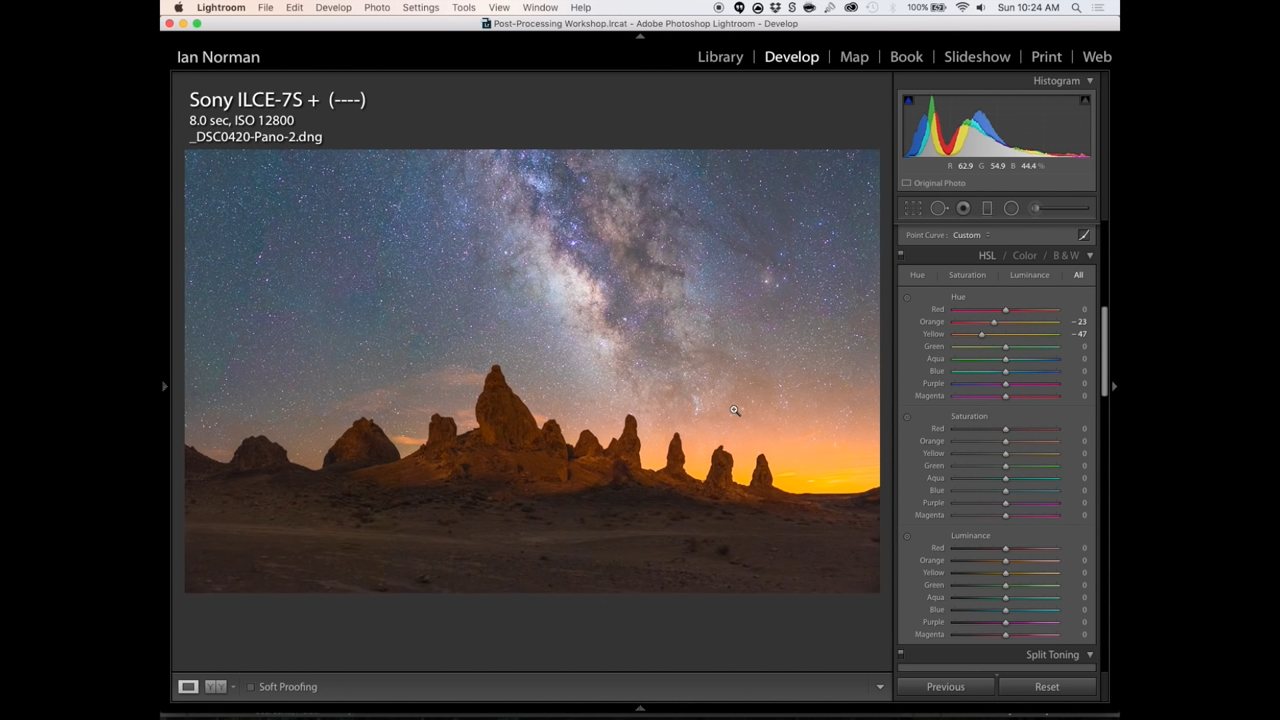 Lightroom File Edit Develop Photo Settings Tools View Window Help 100% Sun 10:24 AM
Post-Processing Workshop.lrcat - Adobe Photoshop Lightroom - Develop
Ian Norman Library | Develop | Map | Book | Slideshow | Print | Web
Histogram
Sony ILCE-7S + (----)
8.0 sec, ISO 12800
_DSC0420-Pano-2.dng
R 62.9 G 54.9 B 44.4 %
Original Photo
Point Curve : Custom
HSL / Color / B & W
Hue Saturation Luminance All
Hue
Red 0
Orange - 23
Yellow - 47
Green 0
Aqua 0
Blue 0
Purple 0
Magenta 0
Saturation
Red 0
Orange 0
Yellow 0
Green 0
Aqua 0
Blue 0
Purple 0
Magenta 0
Luminance
Red 0
Orange 0
Yellow 0
Green 0
Aqua 0
Blue 0
Purple 0
Magenta 0
Split Toning
Soft Proofing
Previous Reset